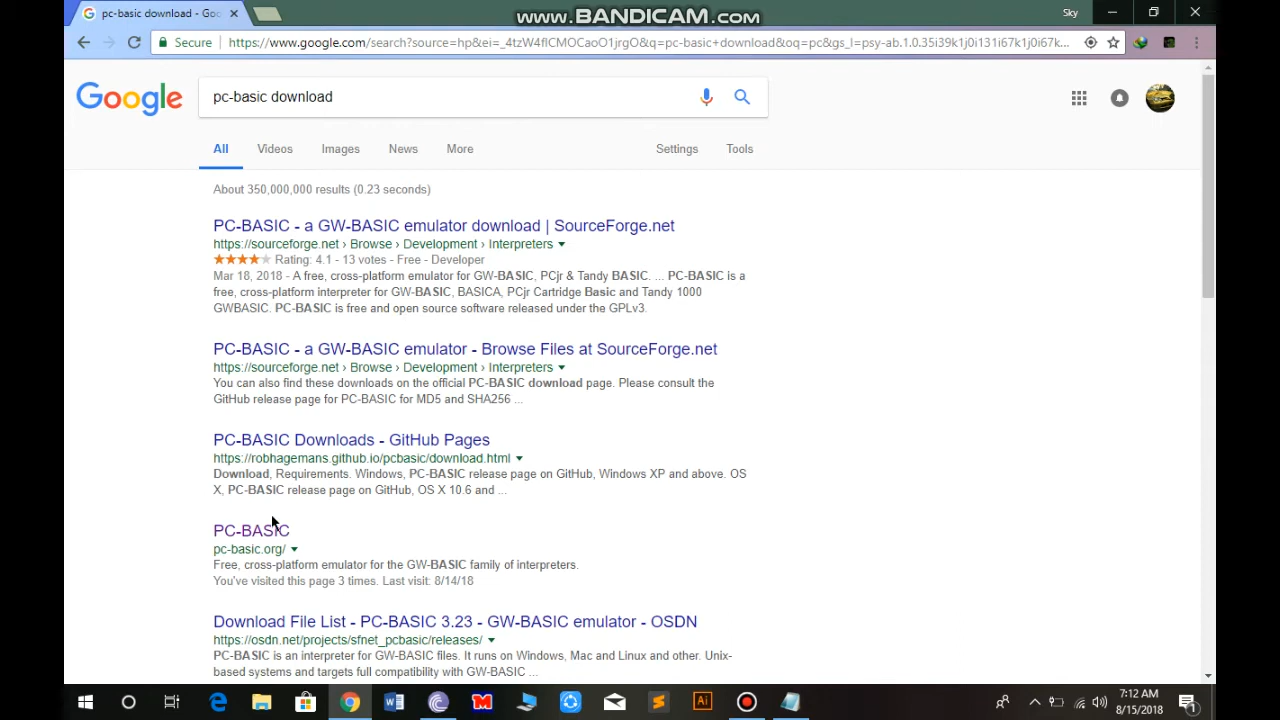 www.BANDICAM.com
pc-basic download - Goo
Sky
Secure
https://www.google.com/search?source=hp&ei=_4tzW4flCMOCaoO1jrgO&q=pc-basic+download&oq=pc&gs_l=psy-ab.1.0.35i39k1j0i131i67k1j0i67k...
Google
pc-basic download
All Videos Images News More Settings Tools
About 350,000,000 results (0.23 seconds)
PC-BASIC - a GW-BASIC emulator download | SourceForge.net
https://sourceforge.net › Browse › Development › Interpreters
Rating: 4.1 - 13 votes - Free - Developer
Mar 18, 2018 - A free, cross-platform emulator for GW-BASIC, PCjr & Tandy BASIC. ... PC-BASIC is a
free, cross-platform interpreter for GW-BASIC, BASICA, PCjr Cartridge Basic and Tandy 1000
GWBASIC. PC-BASIC is free and open source software released under the GPLv3.
PC-BASIC - a GW-BASIC emulator - Browse Files at SourceForge.net
https://sourceforge.net › Browse › Development › Interpreters
You can also find these downloads on the official PC-BASIC download page. Please consult the
GitHub release page for PC-BASIC for MD5 and SHA256 ...
PC-BASIC Downloads - GitHub Pages
https://robhagemans.github.io/pcbasic/download.html
Download, Requirements. Windows, PC-BASIC release page on GitHub, Windows XP and above. OS
X, PC-BASIC release page on GitHub, OS X 10.6 and ...
PC-BASIC
pc-basic.org/
Free, cross-platform emulator for the GW-BASIC family of interpreters.
You've visited this page 3 times. Last visit: 8/14/18
Download File List - PC-BASIC 3.23 - GW-BASIC emulator - OSDN
https://osdn.net/projects/sfnet_pcbasic/releases/
PC-BASIC is an interpreter for GW-BASIC files. It runs on Windows, Mac and Linux and other. Unix-
based systems and targets full compatibility with GW-BASIC ...
7:12 AM
8/15/2018